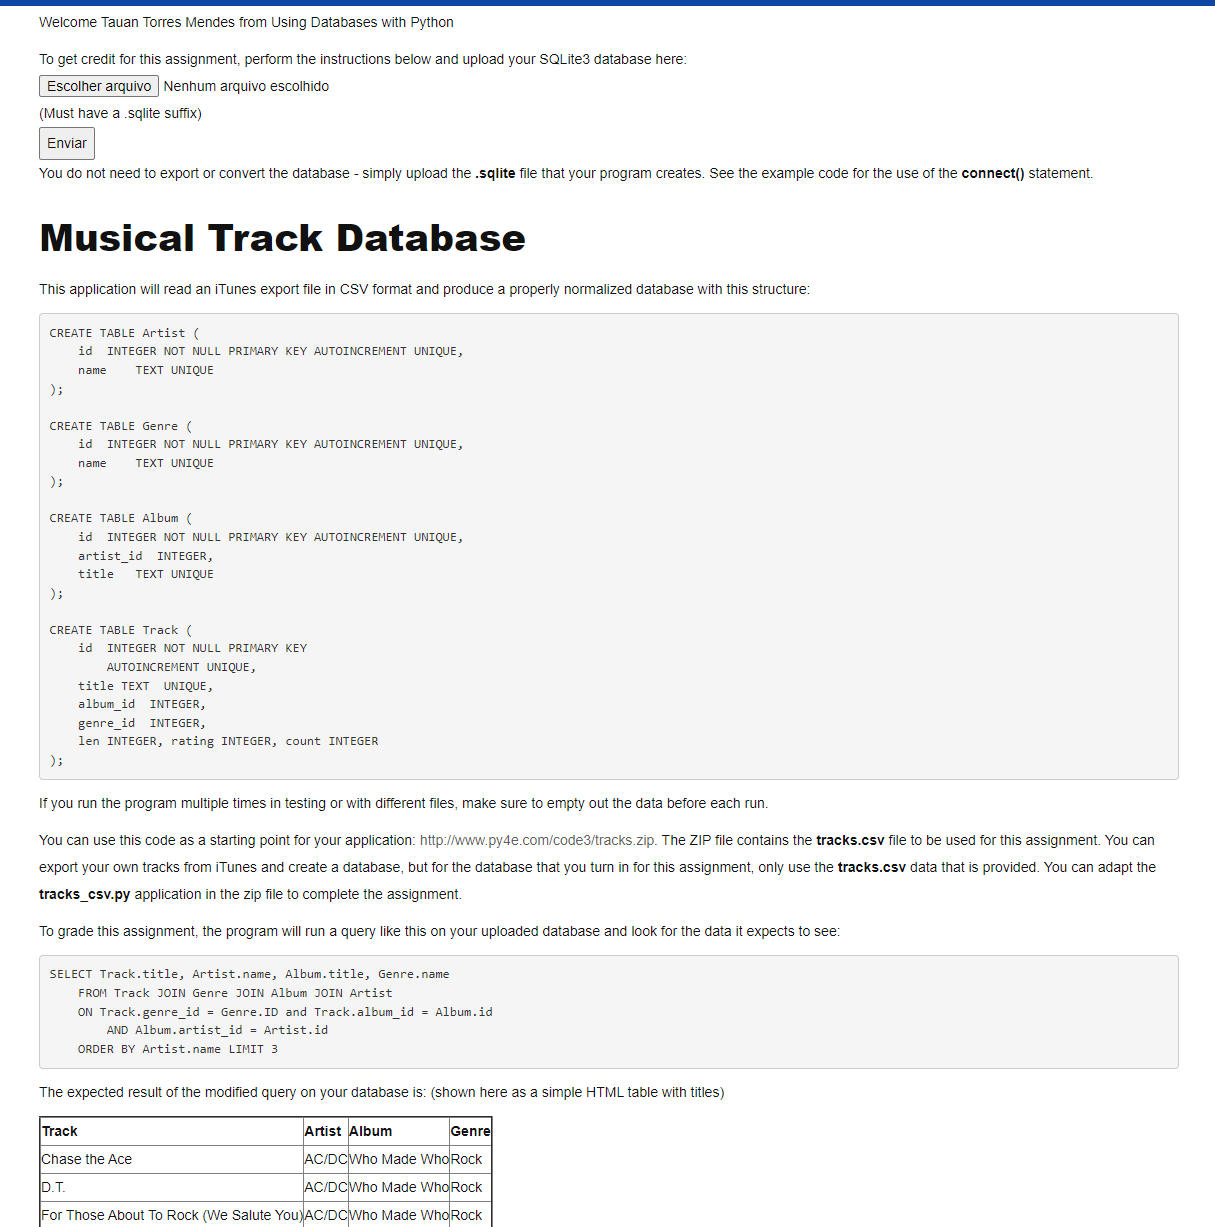 Welcome Tauan Torres Mendes from Using Databases with Python
To get credit for this assignment, perform the instructions below and upload your SQLite3 database here:
Escolher arquivo Nenhum arquivo escolhido
(Must have a .sqlite suffix)
Enviar
You do not need to export or convert the database - simply upload the .sqlite file that your program creates. See the example code for the use of the connect() statement.
Musical Track Database
This application will read an iTunes export file in CSV format and produce a properly normalized database with this structure:
CREATE TABLE Artist (
    id  INTEGER NOT NULL PRIMARY KEY AUTOINCREMENT UNIQUE,
    name    TEXT UNIQUE
);
CREATE TABLE Genre (
    id  INTEGER NOT NULL PRIMARY KEY AUTOINCREMENT UNIQUE,
    name    TEXT UNIQUE
);
CREATE TABLE Album (
    id  INTEGER NOT NULL PRIMARY KEY AUTOINCREMENT UNIQUE,
    artist_id  INTEGER,
    title   TEXT UNIQUE
);
CREATE TABLE Track (
    id  INTEGER NOT NULL PRIMARY KEY
        AUTOINCREMENT UNIQUE,
    title TEXT  UNIQUE,
    album_id  INTEGER,
    genre_id  INTEGER,
    len INTEGER, rating INTEGER, count INTEGER
);
If you run the program multiple times in testing or with different files, make sure to empty out the data before each run.
You can use this code as a starting point for your application: http://www.py4e.com/code3/tracks.zip. The ZIP file contains the tracks.csv file to be used for this assignment. You can
export your own tracks from iTunes and create a database, but for the database that you turn in for this assignment, only use the tracks.csv data that is provided. You can adapt the
tracks_csv.py application in the zip file to complete the assignment.
To grade this assignment, the program will run a query like this on your uploaded database and look for the data it expects to see:
SELECT Track.title, Artist.name, Album.title, Genre.name
    FROM Track JOIN Genre JOIN Album JOIN Artist
    ON Track.genre_id = Genre.ID and Track.album_id = Album.id
        AND Album.artist_id = Artist.id
    ORDER BY Artist.name LIMIT 3
The expected result of the modified query on your database is: (shown here as a simple HTML table with titles)
Track Artist Album Genre
Chase the Ace AC/DC Who Made Who Rock
D.T. AC/DC Who Made Who Rock
For Those About To Rock (We Salute You) AC/DC Who Made Who Rock